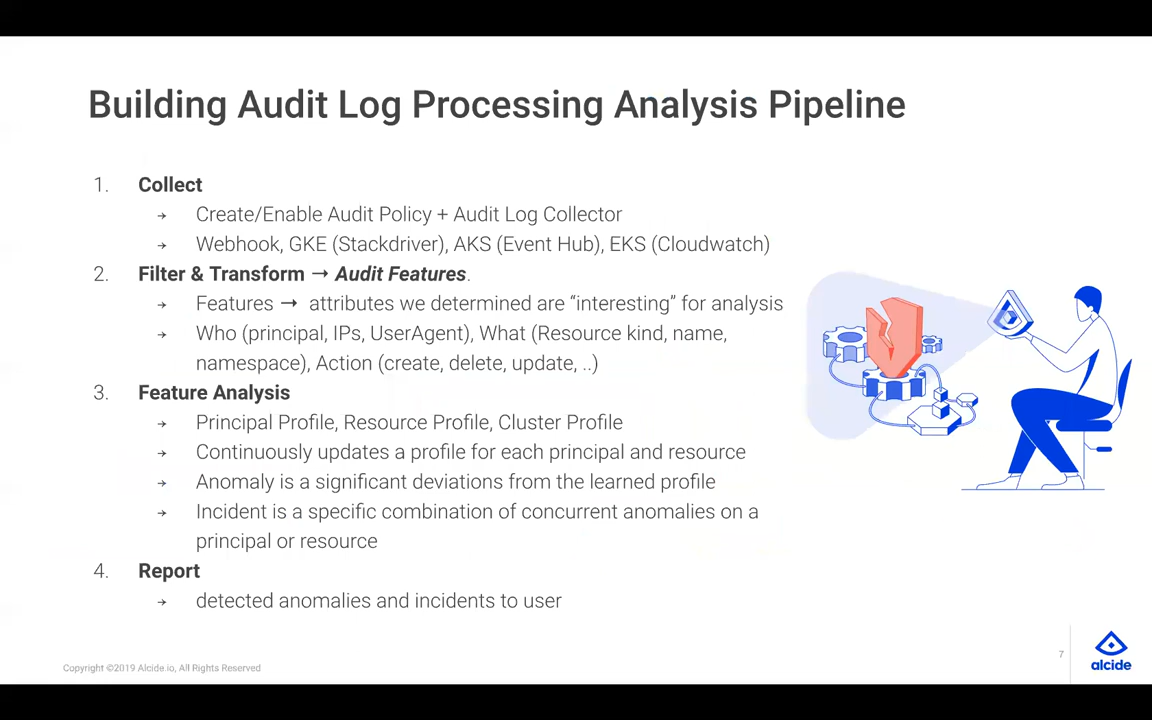 Building Audit Log Processing Analysis Pipeline
1. Collect
→ Create/Enable Audit Policy + Audit Log Collector
→ Webhook, GKE (Stackdriver), AKS (Event Hub), EKS (Cloudwatch)
2. Filter & Transform → Audit Features.
→ Features → attributes we determined are “interesting” for analysis
→ Who (principal, IPs, UserAgent), What (Resource kind, name,
namespace), Action (create, delete, update, ..)
3. Feature Analysis
→ Principal Profile, Resource Profile, Cluster Profile
→ Continuously updates a profile for each principal and resource
→ Anomaly is a significant deviations from the learned profile
→ Incident is a specific combination of concurrent anomalies on a
principal or resource
4. Report
→ detected anomalies and incidents to user
Copyright ©2019 Alcide.io, All Rights Reserved
7
alcide